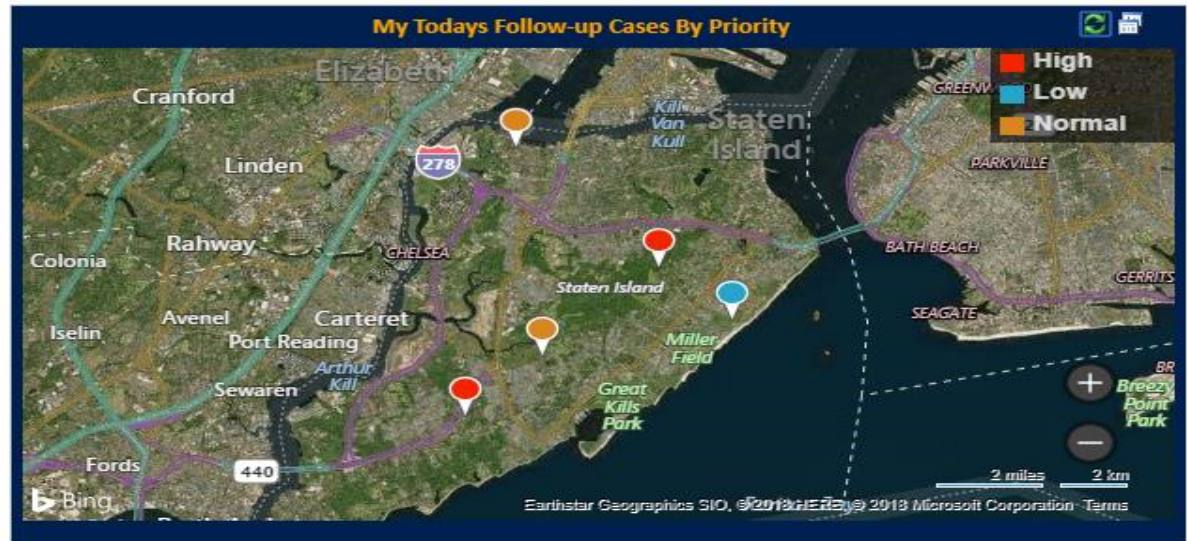 My Todays Follow-up Cases By Priority
High
Low
Normal
Elizabeth
Cranford
Kill
Van
Kull
Staten
Island
Linden
278
PARKVILLE
Rahway
CHELSEA
BATH BEACH
Colonia
GERRITS
Staten Island
Avenel
Carteret
SEAGATE
Iselin
Port Reading
Miller
Field
Arthur
Kill
Sewaren
Great
Kills
Park
Breezy
Point
Park
Fords
440
2 miles
2 km
Bing
Earthstar Geographics SIO, © 2018 HERE, © 2018 Microsoft Corporation Terms